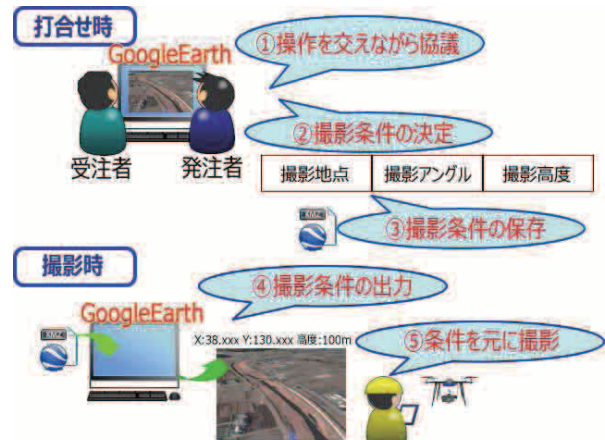 打合せ時
GoogleEarth
①操作を交えながら協議
②撮影条件の決定
受注者
発注者
撮影地点
撮影アングル
撮影高度
KMZ
③撮影条件の保存
撮影時
④撮影条件の出力
GoogleEarth
KMZ
X:38.xxx Y:130.xxx 高度:100m
⑤条件を元に撮影